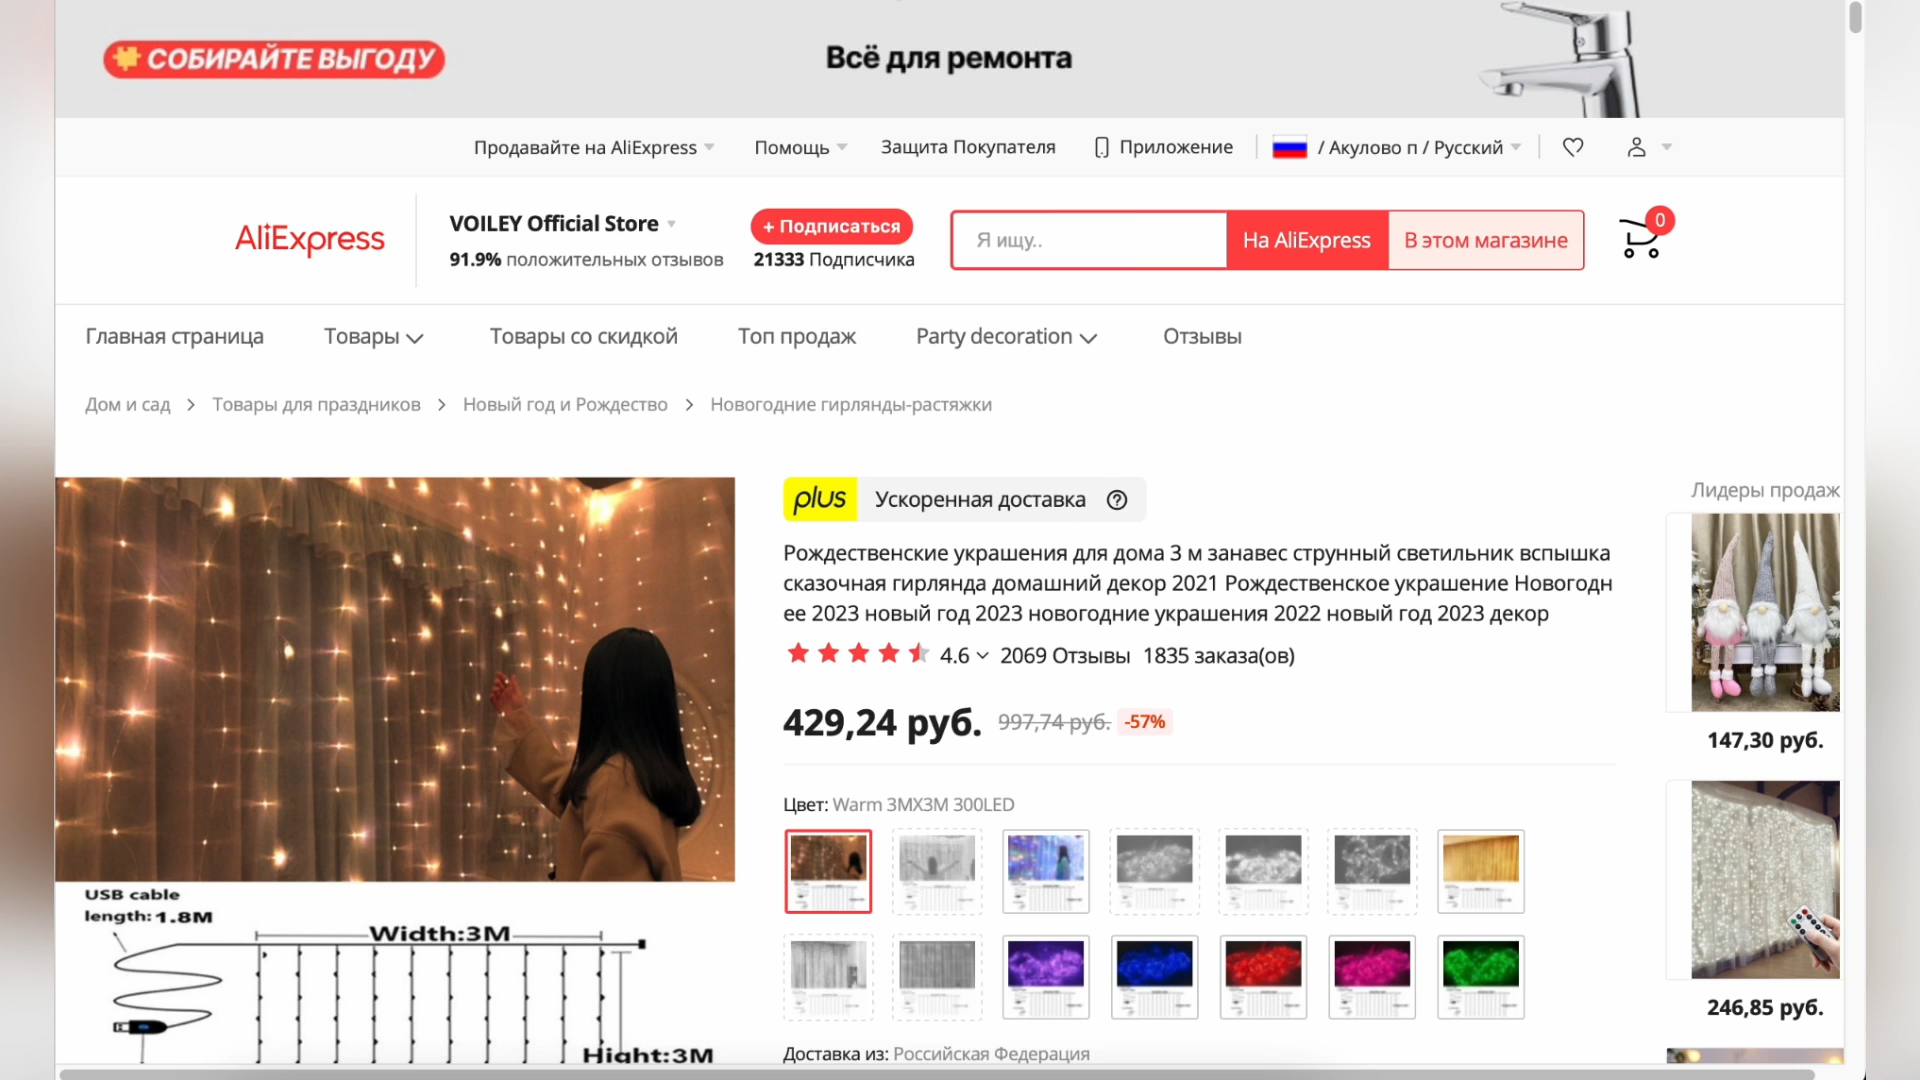 СОБИРАЙТЕ ВЫГОДУ
Всё для ремонта
Продавайте на AliExpress
Помощь
Защита Покупателя
Приложение
/ Акулово п / Русский
AliExpress
VOILEY Official Store
91.9% положительных отзывов
+ Подписаться
21333 Подписчика
Я ищу..
На AliExpress
В этом магазине
0
Главная страница
Товары
Товары со скидкой
Топ продаж
Party decoration
Отзывы
Дом и сад > Товары для праздников > Новый год и Рождество > Новогодние гирлянды-растяжки
plus Ускоренная доставка
Рождественские украшения для дома 3 м занавес струнный светильник вспышка
сказочная гирлянда домашний декор 2021 Рождественское украшение Новогодн
ее 2023 новый год 2023 новогодние украшения 2022 новый год 2023 декор
4.6 2069 Отзывы 1835 заказа(ов)
429,24 руб. 997,74 руб. -57%
Цвет: Warm 3MX3M 300LED
Доставка из: Российская Федерация
USB cable
length:1.8M
Width:3M
Hight:3M
Лидеры продаж
147,30 руб.
246,85 руб.